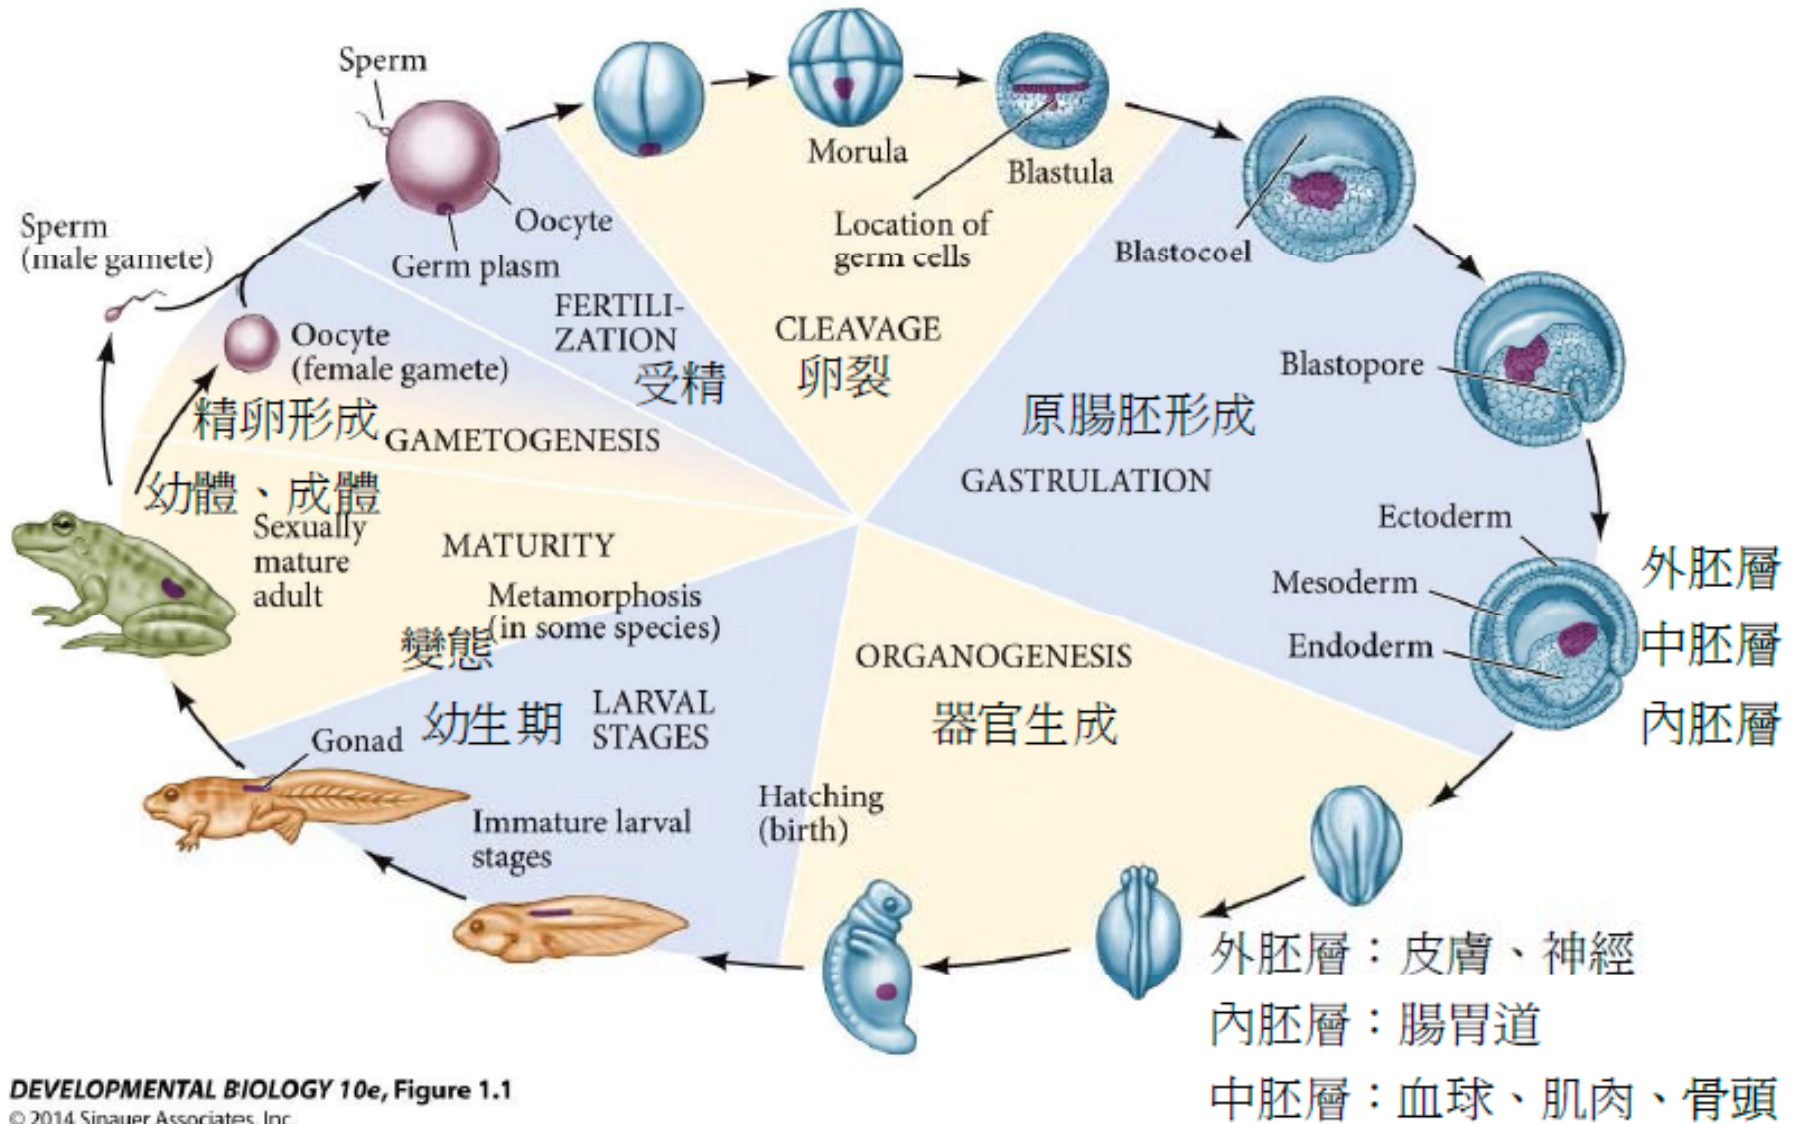 Sperm
Morula
Blastula
Oocyte
Location of
germ cells
Sperm
(male gamete)
Germ plasm
Blastocoel
FERTILI-
ZATION
受精
CLEAVAGE
卵裂
Oocyte
(female gamete)
精卵形成
GAMETOGENESIS
Blastopore
原腸胚形成
GASTRULATION
幼體、成體
Sexually
mature
adult
MATURITY
Ectoderm
外胚層
Mesoderm
中胚層
Endoderm
內胚層
Metamorphosis
(in some species)
變態
ORGANOGENESIS
器官生成
LARVAL
STAGES
幼生期
Gonad
Immature larval
stages
Hatching
(birth)
外胚層：皮膚、神經
內胚層：腸胃道
中胚層：血球、肌肉、骨頭
DEVELOPMENTAL BIOLOGY 10e, Figure 1.1
© 2014 Sinauer Associates, Inc.